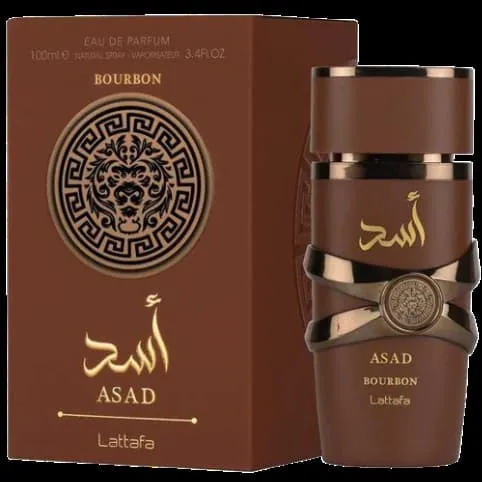 EAU DE PARFUM
100ml ℮ NATURAL SPRAY - VAPORISATEUR 3.4FL.OZ
BOURBON
أسد
ASAD
Lattafa
أسد
ASAD
BOURBON
Lattafa